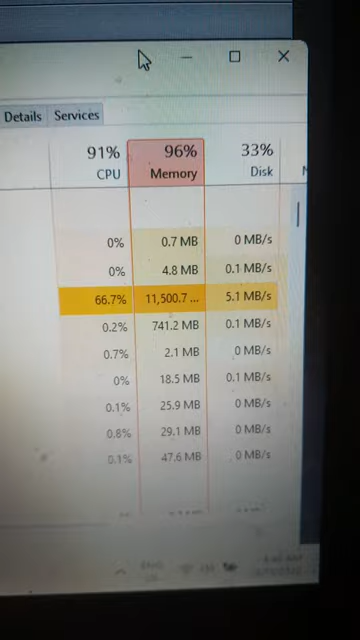 Details Services
91% 96% 33%
CPU Memory Disk
0% 0.7 MB 0 MB/s
0% 4.8 MB 0.1 MB/s
66.7% 11,500.7 ... 5.1 MB/s
0.2% 741.2 MB 0.1 MB/s
0.7% 2.1 MB 0 MB/s
0% 18.5 MB 0.1 MB/s
0.1% 25.9 MB 0 MB/s
0.8% 29.1 MB 0 MB/s
0.1% 47.6 MB 0 MB/s